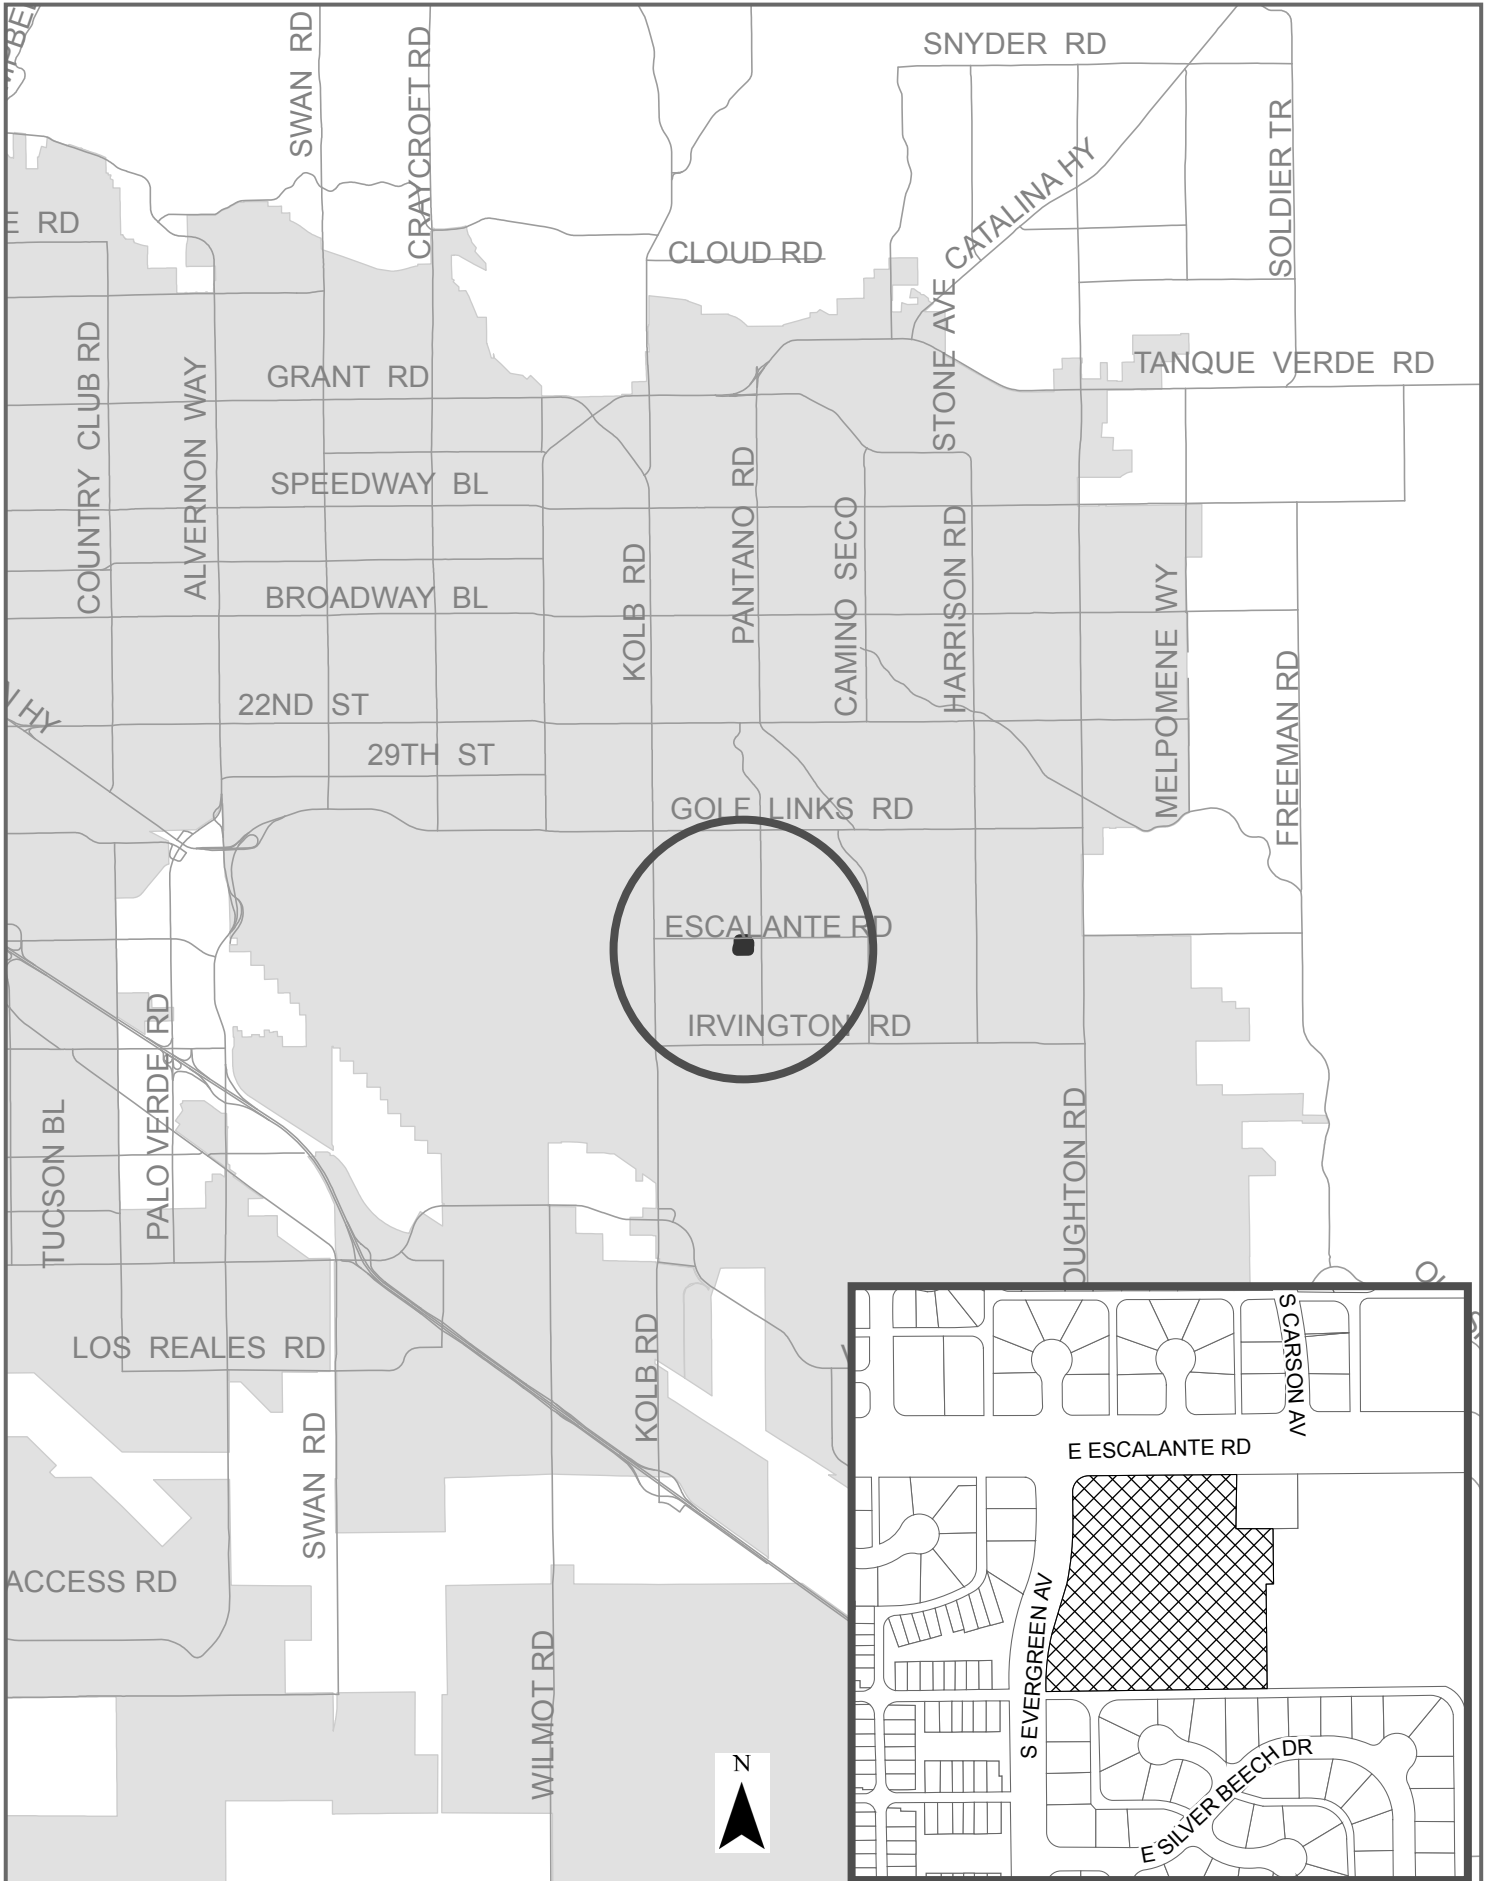 SWAN RD
CRAYCROFT RD
SNYDER RD
CATALINA HY
SOLDIER TR
E RD
CLOUD RD
STONE AVE
TANQUE VERDE RD
COUNTRY CLUB RD
ALVERNON WAY
GRANT RD
SPEEDWAY BL
BROADWAY BL
KOLB RD
PANTANO RD
CAMINO SECO
HARRISON RD
MELPOMENE WY
FREEMAN RD
HY
22ND ST
29TH ST
GOLF LINKS RD
ESCALANTE RD
IRVINGTON RD
PALO VERDE RD
TUCSON BL
OUGHTON RD
LOS REALES RD
KOLB RD
SWAN RD
ACCESS RD
WILMOT RD
N
S CARSON AV
E ESCALANTE RD
S EVERGREEN AV
E SILVER BEECH DR